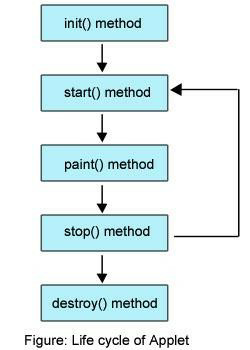 init() method
start() method
paint() method
stop() method
destroy() method
Figure: Life cycle of Applet